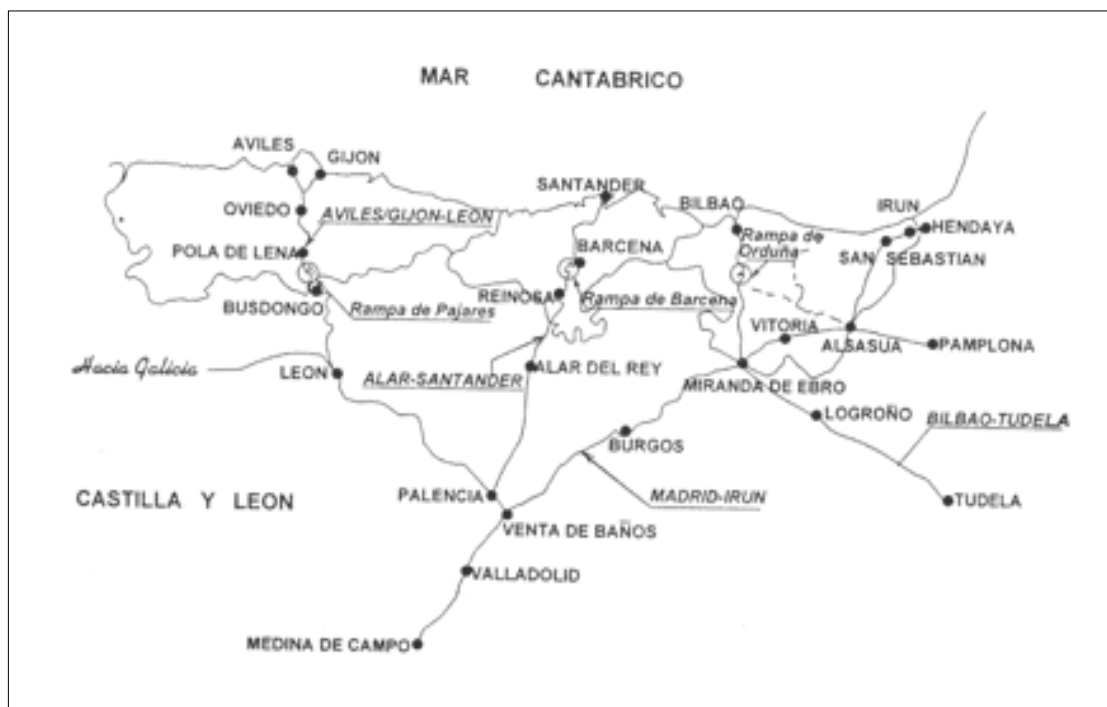 MAR CANTABRICO
AVILES
GIJON
SANTANDER
BILBAO
IRUN
HENDAYA
OVIEDO
AVILES/GIJON-LEON
Rampa de
Orduña
POLA DE LENA
BARCENA
SAN SEBASTIAN
BUSDONGO
Rampa de Pajares
REINOSA
Rampa de Barcena
VITORIA
ALSASUA
PAMPLONA
Hacia Galicia
LEON
ALAR-SANTANDER
ALAR DEL REY
MIRANDA DE EBRO
LOGROÑO
BILBAO-TUDELA
BURGOS
CASTILLA Y LEON
PALENCIA
MADRID-IRUN
TUDELA
VENTA DE BAÑOS
VALLADOLID
MEDINA DE CAMPO